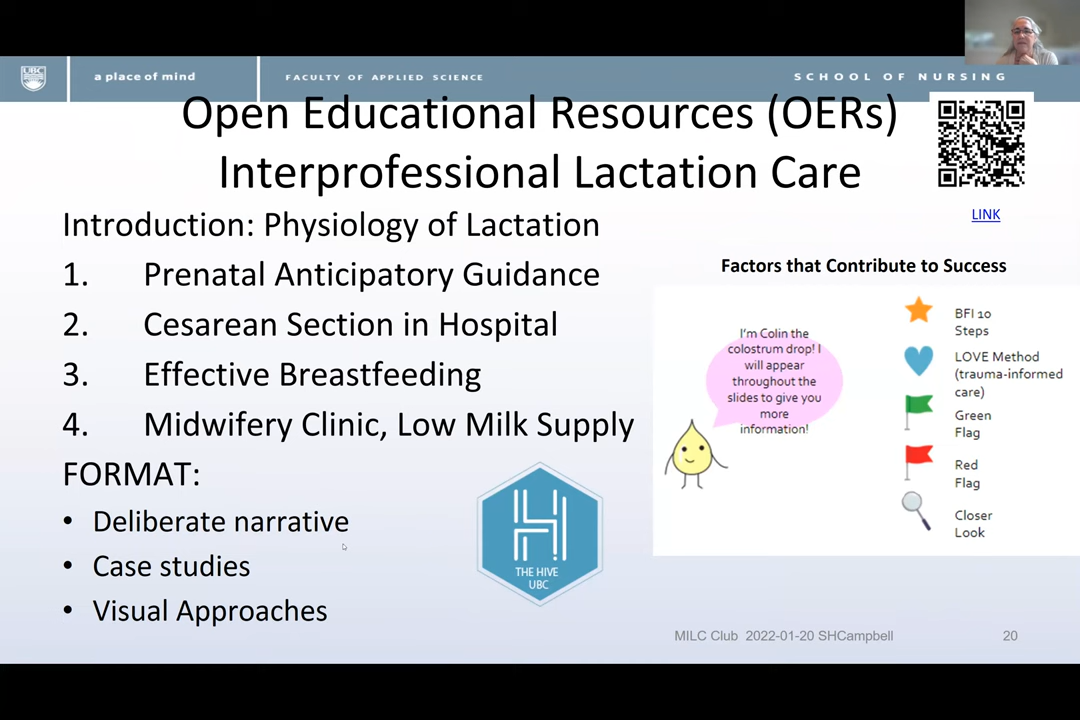 UBC
a place of mind
FACULTY OF APPLIED SCIENCE
SCHOOL OF NURSING
Open Educational Resources (OERs)
Interprofessional Lactation Care
LINK
Introduction: Physiology of Lactation
1. Prenatal Anticipatory Guidance
2. Cesarean Section in Hospital
3. Effective Breastfeeding
4. Midwifery Clinic, Low Milk Supply
FORMAT:
• Deliberate narrative
• Case studies
• Visual Approaches
THE HIVE
UBC
Factors that Contribute to Success
I'm Colin the
colostrum drop! I
will appear
throughout the
slides to give you
more
information!
BFI 10
Steps
LOVE Method
(trauma-informed
care)
Green
Flag
Red
Flag
Closer
Look
MILC Club 2022-01-20 SHCampbell
20